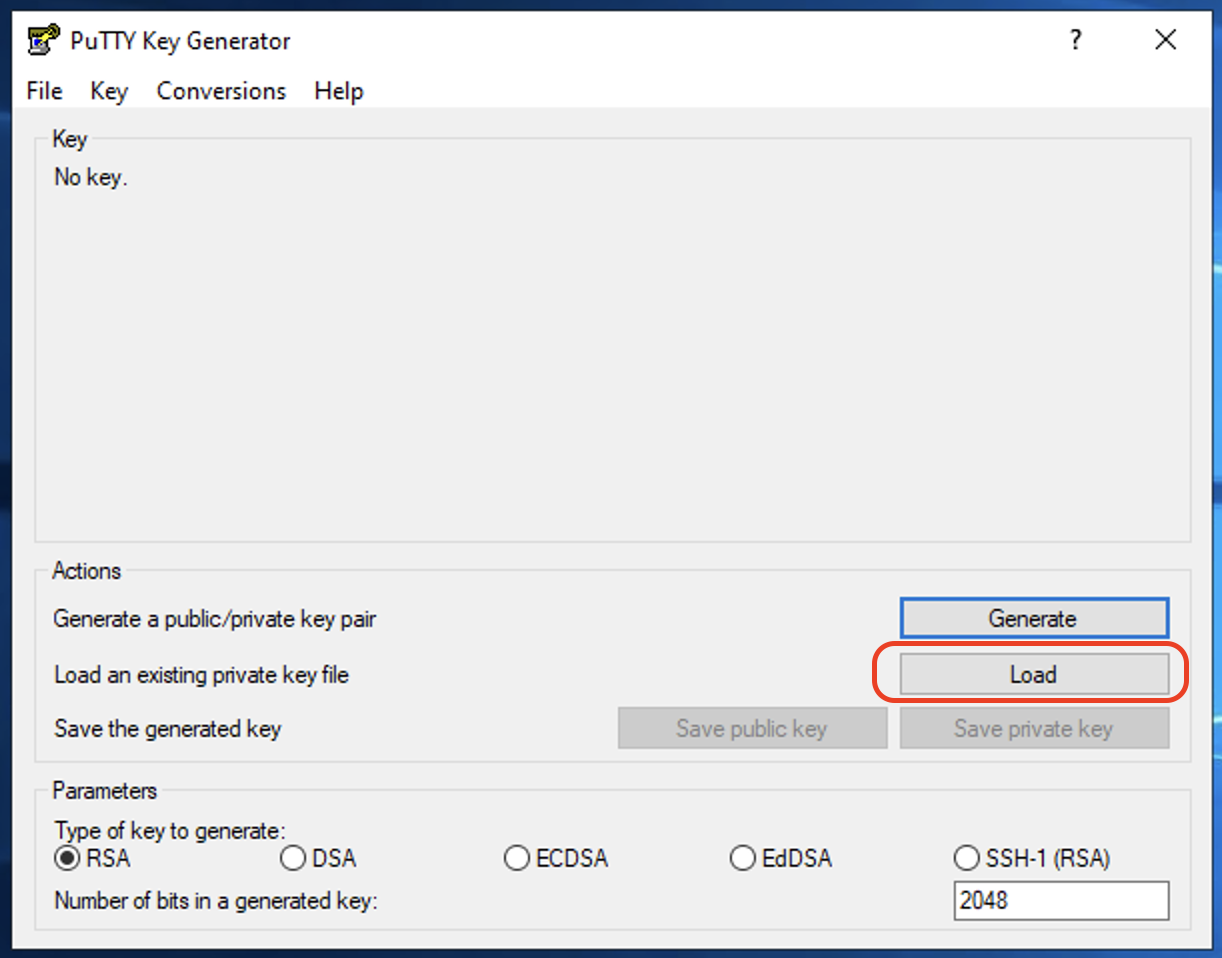 PuTTY Key Generator ?
File Key Conversions Help
Key
No key.
Actions
Generate a public/private key pair Generate
Load an existing private key file Load
Save the generated key Save public key Save private key
Parameters
Type of key to generate:
RSA DSA ECDSA EdDSA SSH-1 (RSA)
Number of bits in a generated key: 2048